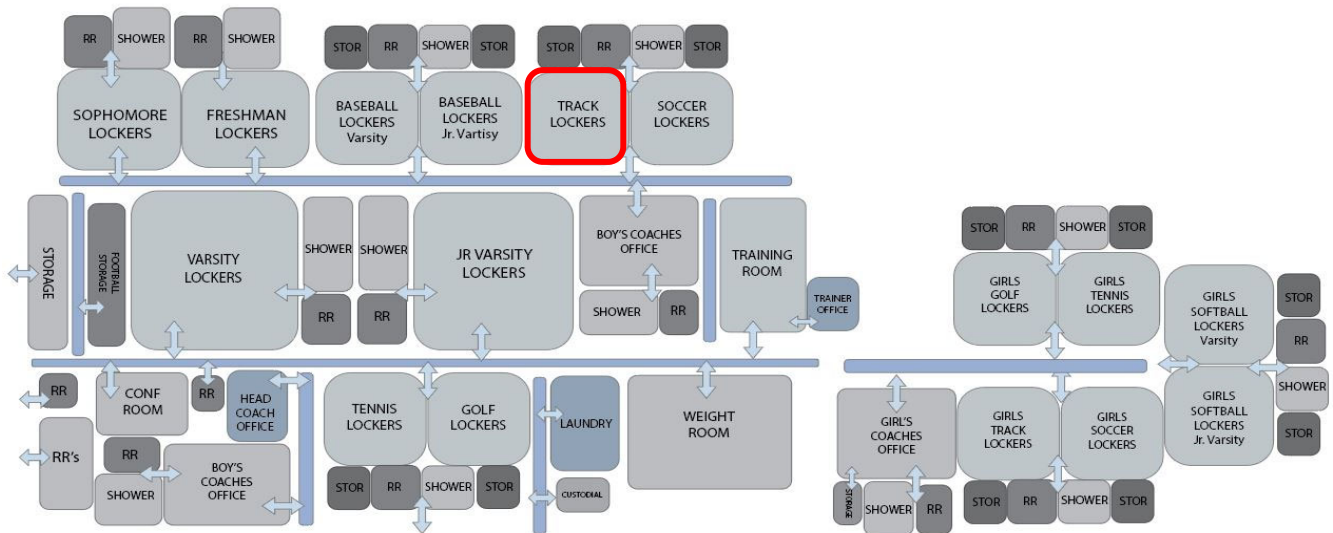 RR
SHOWER
RR
SHOWER
STOR
RR
SHOWER
STOR
STOR
RR
SHOWER
STOR
SOPHOMORE
LOCKERS
FRESHMAN
LOCKERS
BASEBALL
LOCKERS
Varsity
BASEBALL
LOCKERS
Jr. Vartisy
TRACK
LOCKERS
SOCCER
LOCKERS
STORAGE
FOOTBALL
STORAGE
VARSITY
LOCKERS
SHOWER
RR
SHOWER
RR
JR VARSITY
LOCKERS
BOY'S COACHES
OFFICE
SHOWER
RR
TRAINING
ROOM
TRAINER
OFFICE
RR
CONF
ROOM
RR
HEAD
COACH
OFFICE
RR's
RR
SHOWER
BOY'S
COACHES
OFFICE
TENNIS
LOCKERS
GOLF
LOCKERS
STOR
RR
SHOWER
STOR
LAUNDRY
CUSTODIAL
WEIGHT
ROOM
STOR
RR
SHOWER
STOR
GIRLS
GOLF
LOCKERS
GIRLS
TENNIS
LOCKERS
GIRLS
SOFTBALL
LOCKERS
Varsity
STOR
RR
SHOWER
STOR
GIRL'S
COACHES
OFFICE
GIRLS
TRACK
LOCKERS
GIRLS
SOCCER
LOCKERS
GIRLS
SOFTBALL
LOCKERS
Jr. Varsity
STORAGE
SHOWER
RR
STOR
RR
SHOWER
STOR